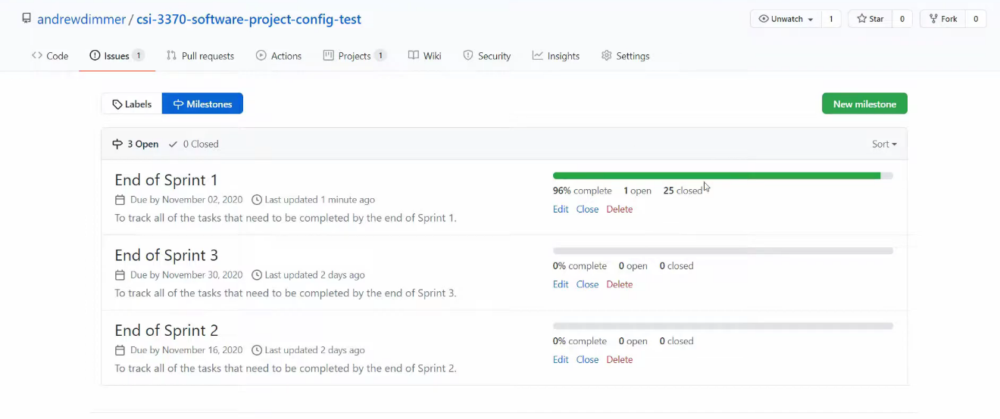 andrewdimmer / csi-3370-software-project-config-test
Unwatch 1 Star 0 Fork 0
Code Issues 1 Pull requests Actions Projects 1 Wiki Security Insights Settings
Labels Milestones New milestone
3 Open 0 Closed Sort
End of Sprint 1
Due by November 02, 2020 Last updated 1 minute ago
To track all of the tasks that need to be completed by the end of Sprint 1.
96% complete 1 open 25 closed
Edit Close Delete
End of Sprint 3
Due by November 30, 2020 Last updated 2 days ago
To track all of the tasks that need to be completed by the end of Sprint 3.
0% complete 0 open 0 closed
Edit Close Delete
End of Sprint 2
Due by November 16, 2020 Last updated 2 days ago
To track all of the tasks that need to be completed by the end of Sprint 2.
0% complete 0 open 0 closed
Edit Close Delete